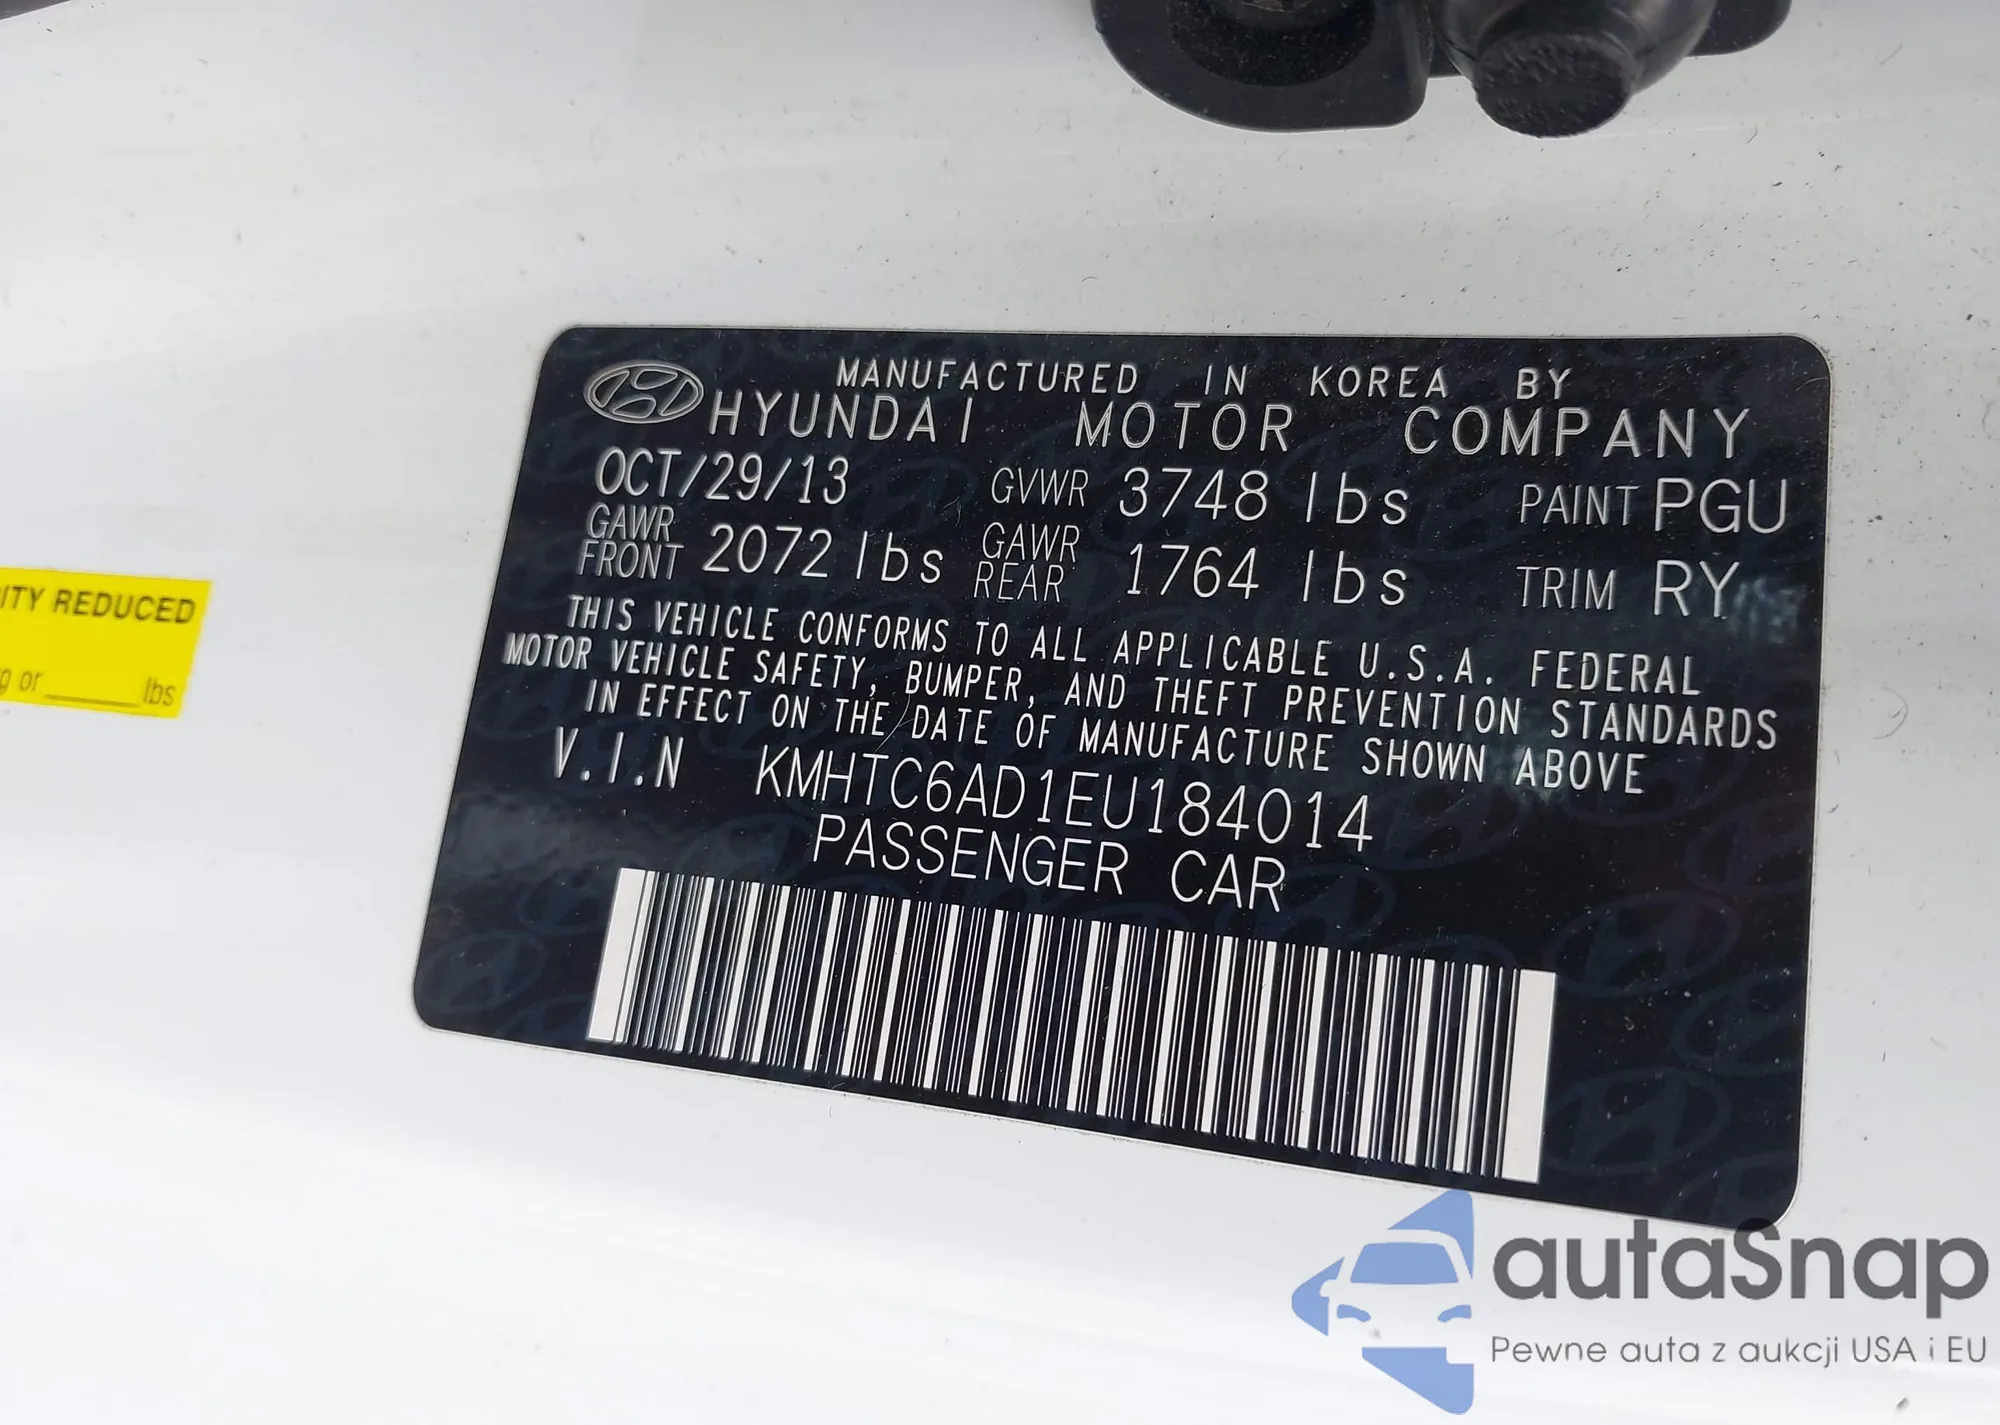 MANUFACTURED IN KOREA BY
HYUNDAI MOTOR COMPANY
OCT/29/13 GVWR 3748 lbs PAINT PGU
GAWR FRONT 2072 lbs GAWR REAR 1764 lbs TRIM RY
THIS VEHICLE CONFORMS TO ALL APPLICABLE U.S.A. FEDERAL
MOTOR VEHICLE SAFETY, BUMPER, AND THEFT PREVENTION STANDARDS
IN EFFECT ON THE DATE OF MANUFACTURE SHOWN ABOVE
V.I.N KMHTC6AD1EU184014
PASSENGER CAR
ITY REDUCED
g or ______ lbs
autaSnap
Pewne auta z aukcji USA i EU